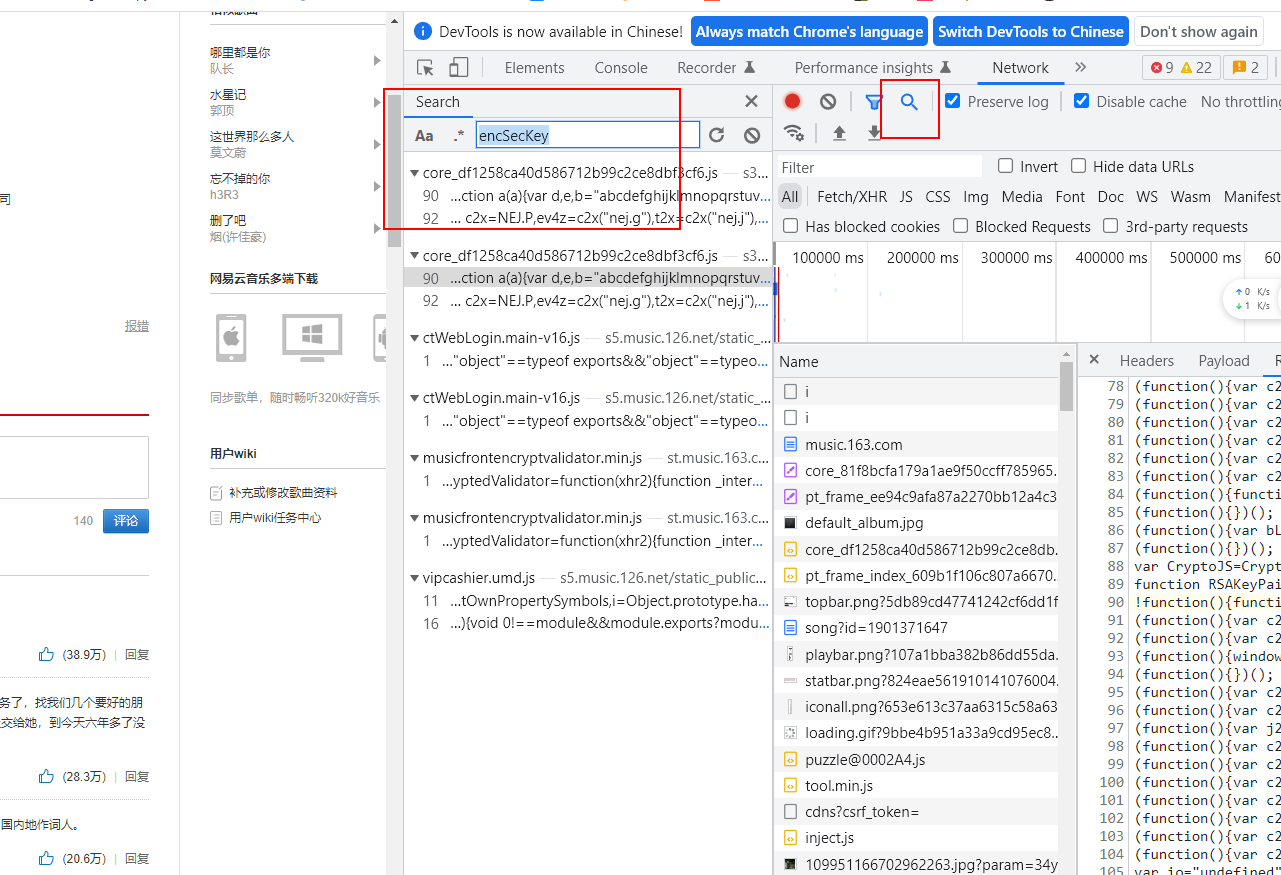 哪里都是你
队长
水星记
郭顶
这世界那么多人
莫文蔚
忘不掉的你
h3R3
删了吧
烟(许佳豪)
网易云音乐多端下载
司
报错
同步歌单，随时畅听320k好音乐
用户wiki
补充或修改歌曲资料
用户wiki任务中心
140
评论
(38.9万) | 回复
务了，找我们几个要好的朋
交给她，到今天六年多了没
(28.3万) | 回复
国内地作词人。
(20.6万) | 回复
DevTools is now available in Chinese!
Always match Chrome's language
Switch DevTools to Chinese
Don't show again
Elements
Console
Recorder
Performance insights
Network
9
22
2
Search
Aa
.*
encSecKey
core_df1258ca40d586712b99c2ce8dbf3cf6.js — s3...
90 ...ction a(a){var d,e,b="abcdefghijklmnopqrstuv...
92 ... c2x=NEJ.P,ev4z=c2x("nej.g"),t2x=c2x("nej.j"),...
core_df1258ca40d586712b99c2ce8dbf3cf6.js — s3...
90 ...ction a(a){var d,e,b="abcdefghijklmnopqrstuv...
92 ... c2x=NEJ.P,ev4z=c2x("nej.g"),t2x=c2x("nej.j"),...
ctWebLogin.main-v16.js — s5.music.126.net/static_...
1 ..."object"==typeof exports&&"object"==typeo...
ctWebLogin.main-v16.js — s5.music.126.net/static_...
1 ..."object"==typeof exports&&"object"==typeo...
musicfrontencryptvalidator.min.js — st.music.163.c...
1 ...yptedValidator=function(xhr2){function _inter...
musicfrontencryptvalidator.min.js — st.music.163.c...
1 ...yptedValidator=function(xhr2){function _inter...
vipcashier.umd.js — s5.music.126.net/static_public...
11 ...tOwnPropertySymbols,i=Object.prototype.ha...
16 ...){void 0!==module&&module.exports?modu...
Preserve log
Disable cache
No throttling
Filter
Invert
Hide data URLs
All
Fetch/XHR
JS
CSS
Img
Media
Font
Doc
WS
Wasm
Manifest
Has blocked cookies
Blocked Requests
3rd-party requests
100000 ms
200000 ms
300000 ms
400000 ms
500000 ms
60
0 K/s
1 K/s
Name
i
i
music.163.com
core_81f8bcfa179a1ae9f50ccff785965.
pt_frame_ee94c9afa87a2270bb12a4c3
default_album.jpg
core_df1258ca40d586712b99c2ce8db.
pt_frame_index_609b1f106c807a6670.
topbar.png?5db89cd47741242cf6dd1f
song?id=1901371647
playbar.png?107a1bba382b86dd55da.
statbar.png?824eae561910141076004.
iconall.png?653e613c37aa6315c58a63
loading.gif?9bbe4b951a33a9cd95ec8..
puzzle@0002A4.js
tool.min.js
cdns?csrf_token=
inject.js
109951166702962263.jpg?param=34y
Headers
Payload
78 (function(){var c2
79 (function(){var c2
80 (function(){var c2
81 (function(){var c2
82 (function(){var c2
83 (function(){var c2
84 (function(){functi
85 (function(){})();
86 (function(){var bL
87 (function(){})();
88 var CryptoJS=Crypt
89 function RSAKeyPai
90 !function(){functi
91 (function(){var c2
92 (function(){var c2
93 (function(){window
94 (function(){})();
95 (function(){var c2
96 (function(){var c2
97 (function(){var j2
98 (function(){var c2
99 (function(){var c2
100 (function(){var c2
101 (function(){var c2
102 (function(){var c2
103 (function(){var c2
104 (function(){var c2
105 var io="undefined"